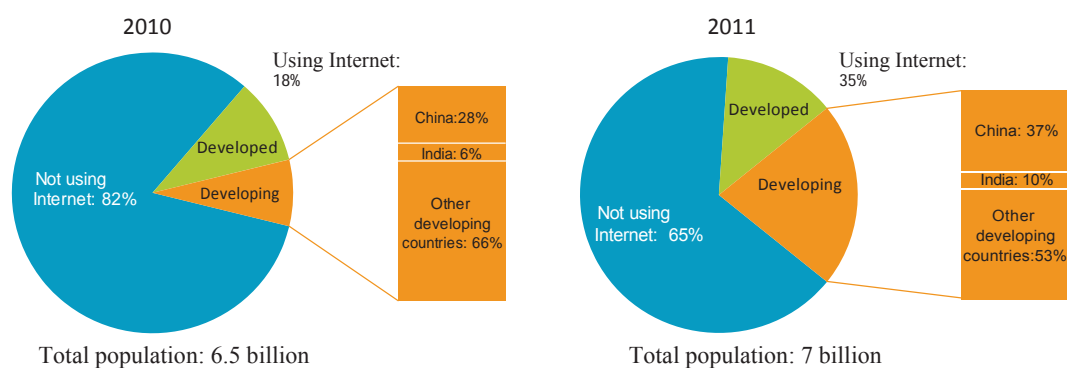 2010
Using Internet:
18%
Developed
Developing
Not using
Internet: 82%
China:28%
India: 6%
Other
developing
countries: 66%
Total population: 6.5 billion
2011
Using Internet:
35%
Developed
Developing
Not using
Internet: 65%
China: 37%
India: 10%
Other
developing
countries:53%
Total population: 7 billion